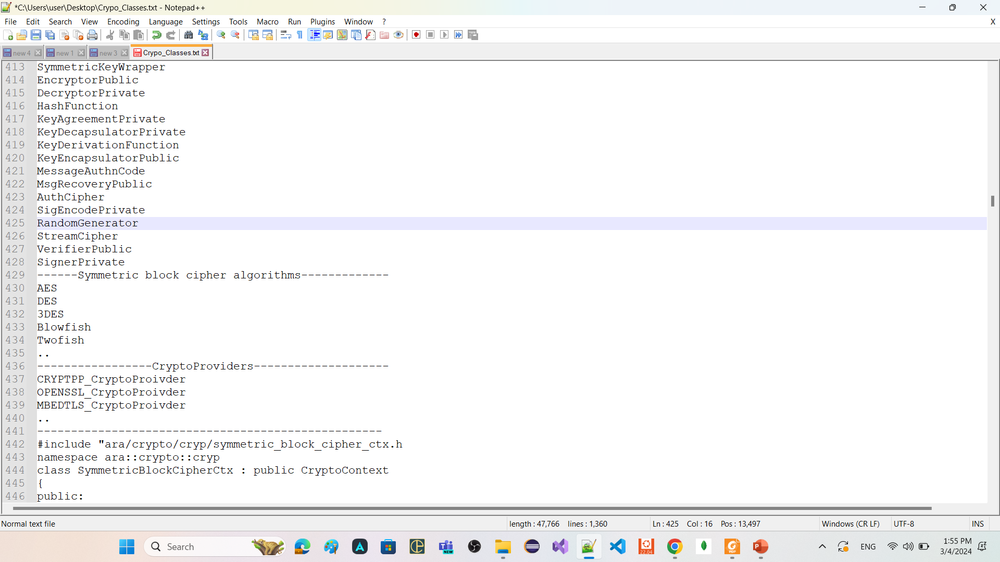 *C:\Users\user\Desktop\Crypo_Classes.txt - Notepad++
File Edit Search View Encoding Language Settings Tools Macro Run Plugins Window ? X
new 4 new 1 new 3 Crypo_Classes.txt
413 SymmetricKeyWrapper
414 EncryptorPublic
415 DecryptorPrivate
416 HashFunction
417 KeyAgreementPrivate
418 KeyDecapsulatorPrivate
419 KeyDerivationFunction
420 KeyEncapsulatorPublic
421 MessageAuthnCode
422 MsgRecoveryPublic
423 AuthCipher
424 SigEncodePrivate
425 RandomGenerator
426 StreamCipher
427 VerifierPublic
428 SignerPrivate
429 ------Symmetric block cipher algorithms-------------
430 AES
431 DES
432 3DES
433 Blowfish
434 Twofish
435 ..
436 -----------------CryptoProviders--------------------
437 CRYPTPP_CryptoProivder
438 OPENSSL_CryptoProivder
439 MBEDTLS_CryptoProivder
440 ..
441 ---------------------------------------------------
442 #include "ara/crypto/cryp/symmetric_block_cipher_ctx.h
443 namespace ara::crypto::cryp
444 class SymmetricBlockCipherCtx : public CryptoContext
445 {
446 public:
Normal text file length : 47,766 lines : 1,360 Ln : 425 Col : 16 Pos : 13,497 Windows (CR LF) UTF-8 INS
Search NEW 22.04 PDF P ENG 1:55 PM
3/4/2024